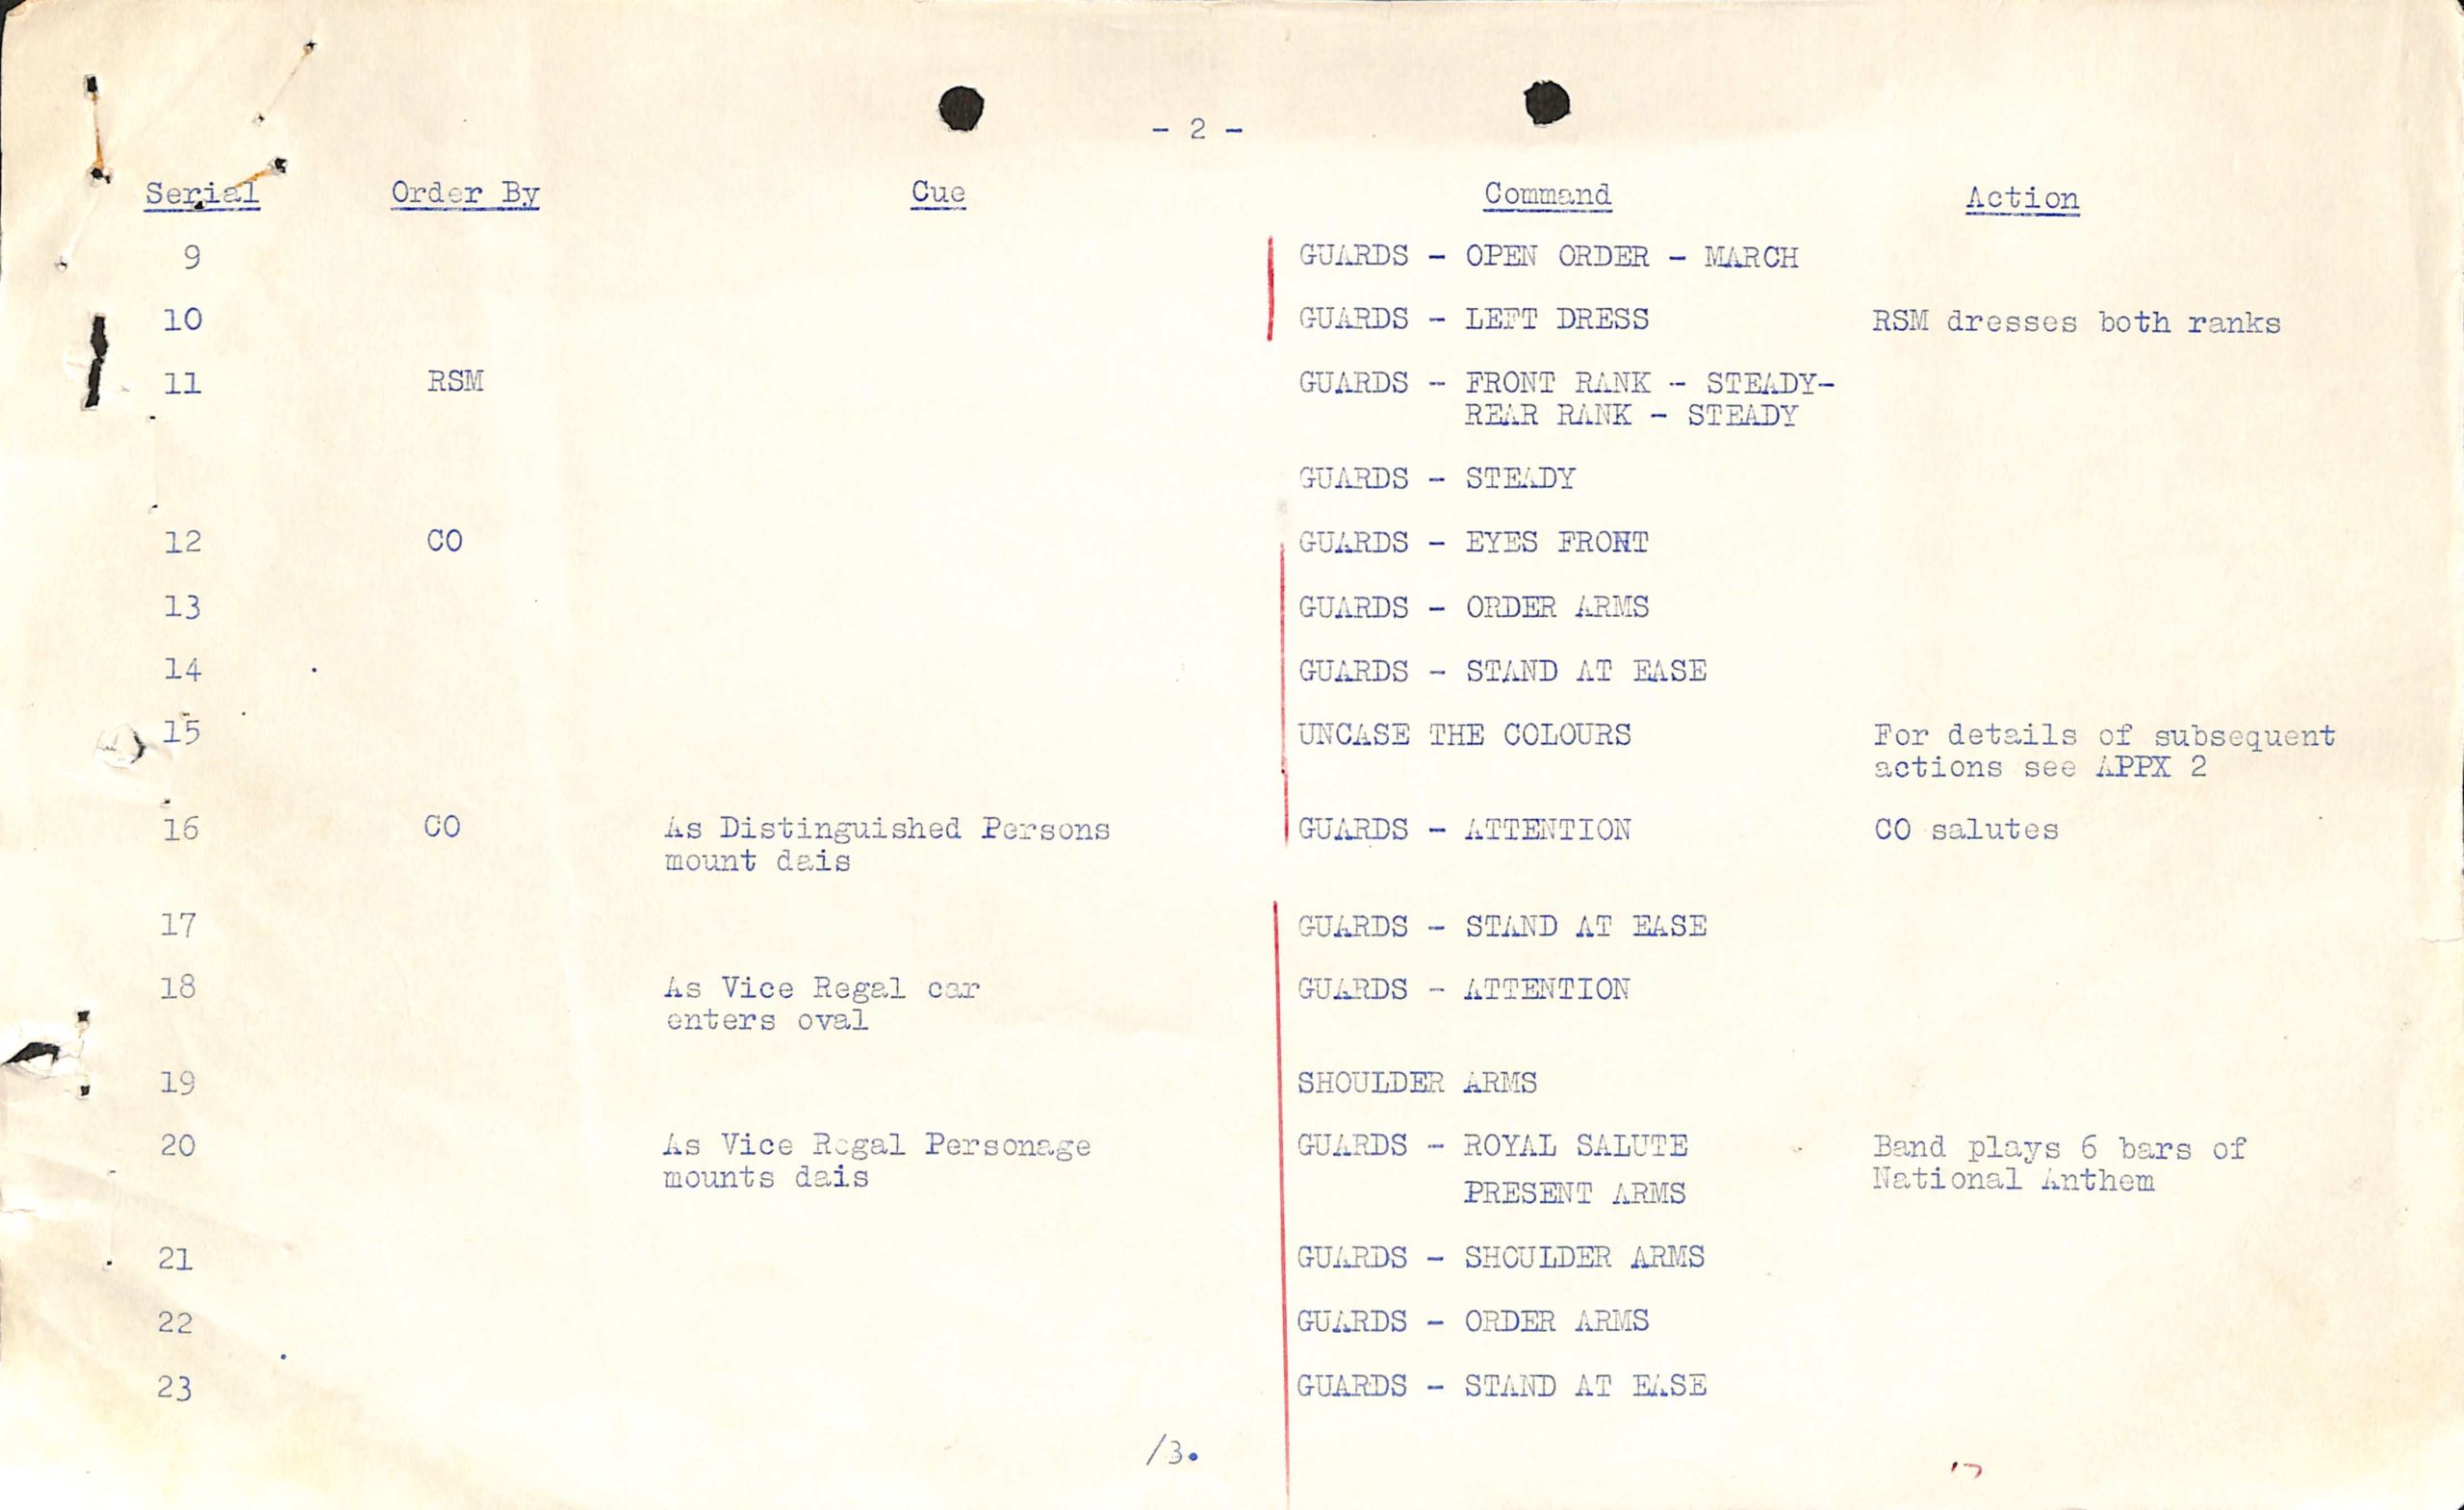 - 2 -
Serial Order By Cue Command Action
9 GUARDS - OPEN ORDER - MARCH
10 GUARDS - LEFT DRESS RSM dresses both ranks
11 RSM GUARDS - FRONT RANK - STEADY-
REAR RANK - STEADY
GUARDS - STEADY
12 CO GUARDS - EYES FRONT
13 GUARDS - ORDER ARMS
14 GUARDS - STAND AT EASE
15 UNCASE THE COLOURS For details of subsequent
actions see APPX 2
16 CO As Distinguished Persons GUARDS - ATTENTION CO salutes
mount dais
17 GUARDS - STAND AT EASE
18 As Vice Regal car GUARDS - ATTENTION
enters oval
19 SHOULDER ARMS
20 As Vice Regal Personage GUARDS - ROYAL SALUTE Band plays 6 bars of
mounts dais PRESENT ARMS National Anthem
21 GUARDS - SHOULDER ARMS
22 GUARDS - ORDER ARMS
23 GUARDS - STAND AT EASE
/3.